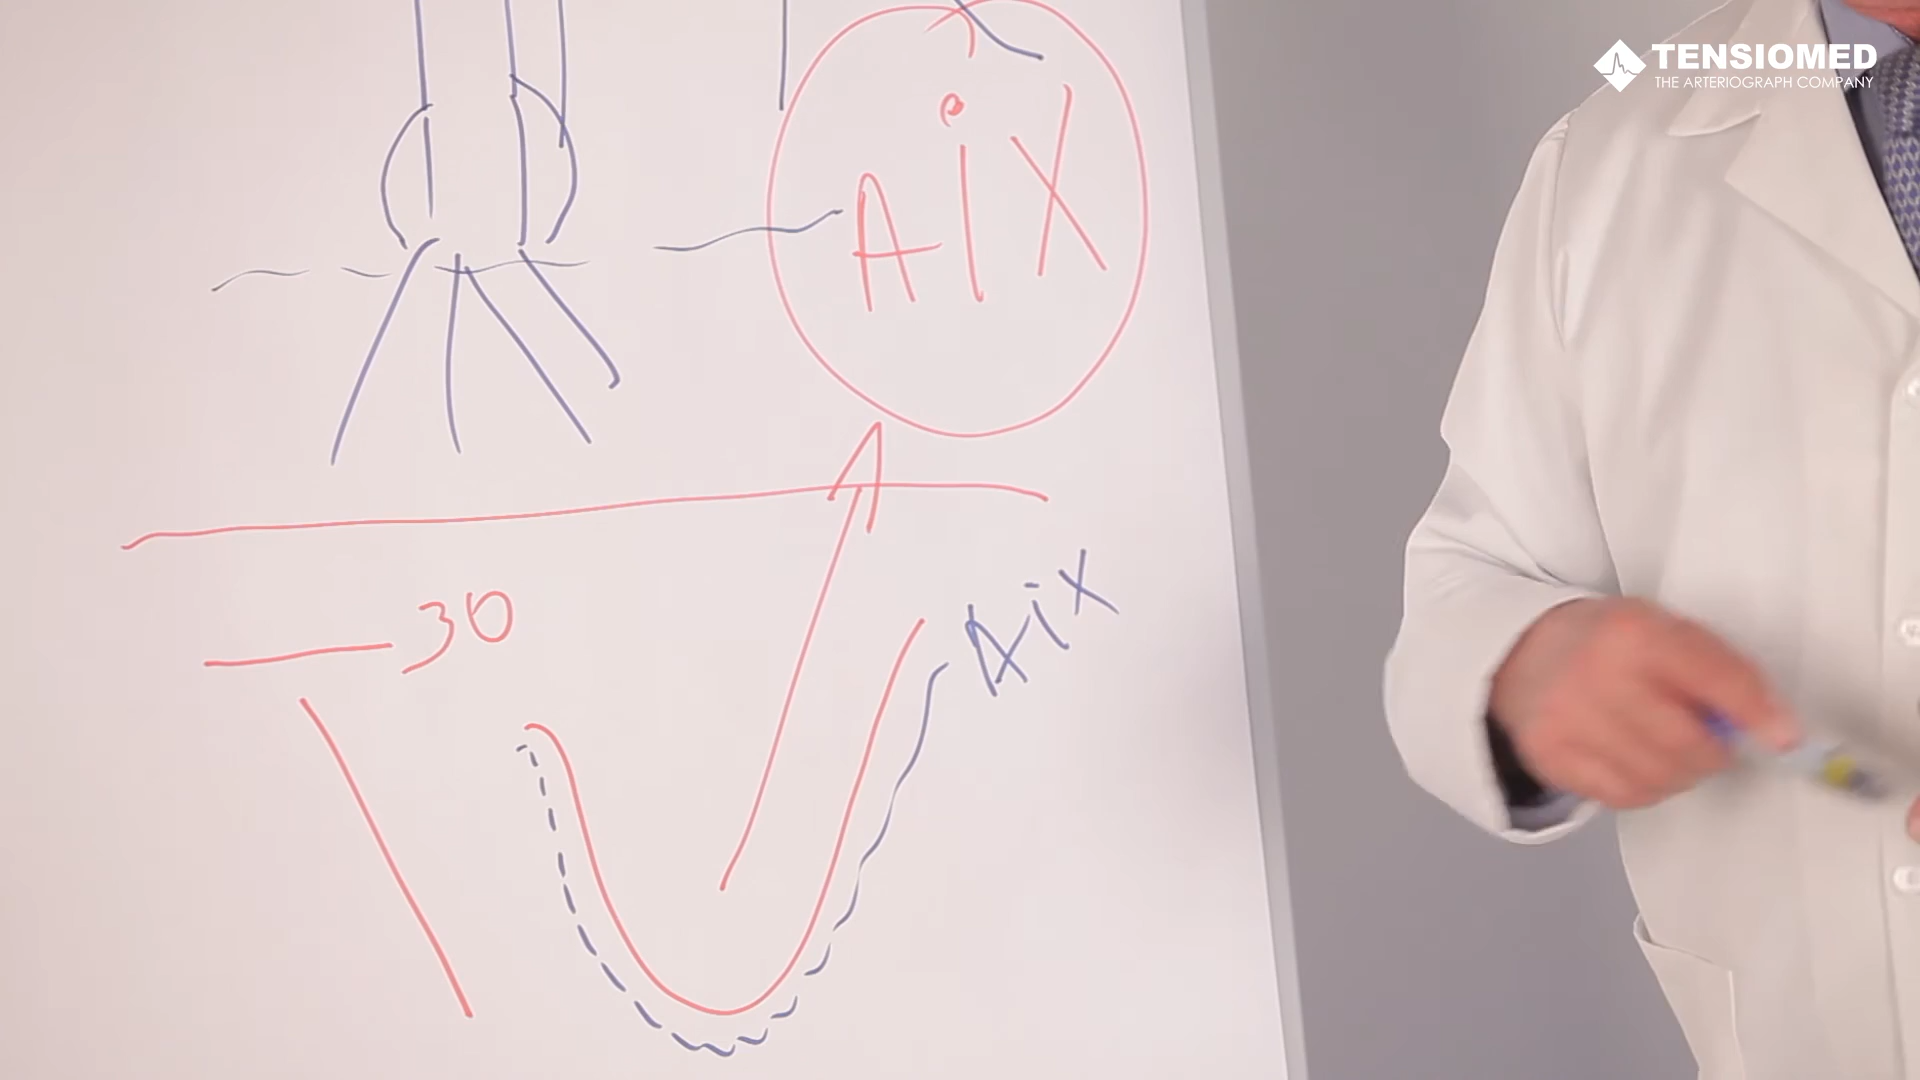 TENSIOMED
THE ARTERIOGRAPH COMPANY
AiX
30
AiX